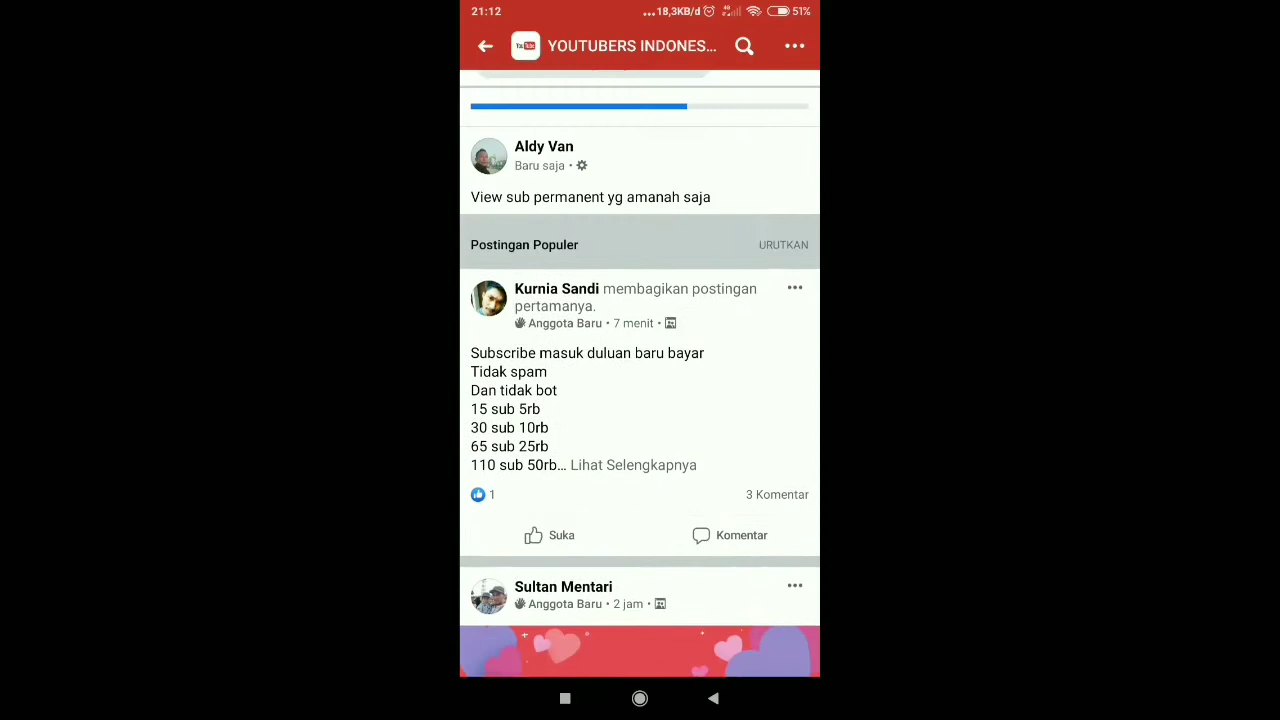 21:12
...18,3KB/d 4G 51%
YouTube
YOUTUBERS INDONES...
Aldy Van
Baru saja •
View sub permanent yg amanah saja
Postingan Populer
URUTKAN
Kurnia Sandi membagikan postingan
pertamanya.
Anggota Baru • 7 menit •
Subscribe masuk duluan baru bayar
Tidak spam
Dan tidak bot
15 sub 5rb
30 sub 10rb
65 sub 25rb
110 sub 50rb... Lihat Selengkapnya
1
3 Komentar
Suka
Komentar
Sultan Mentari
Anggota Baru • 2 jam •